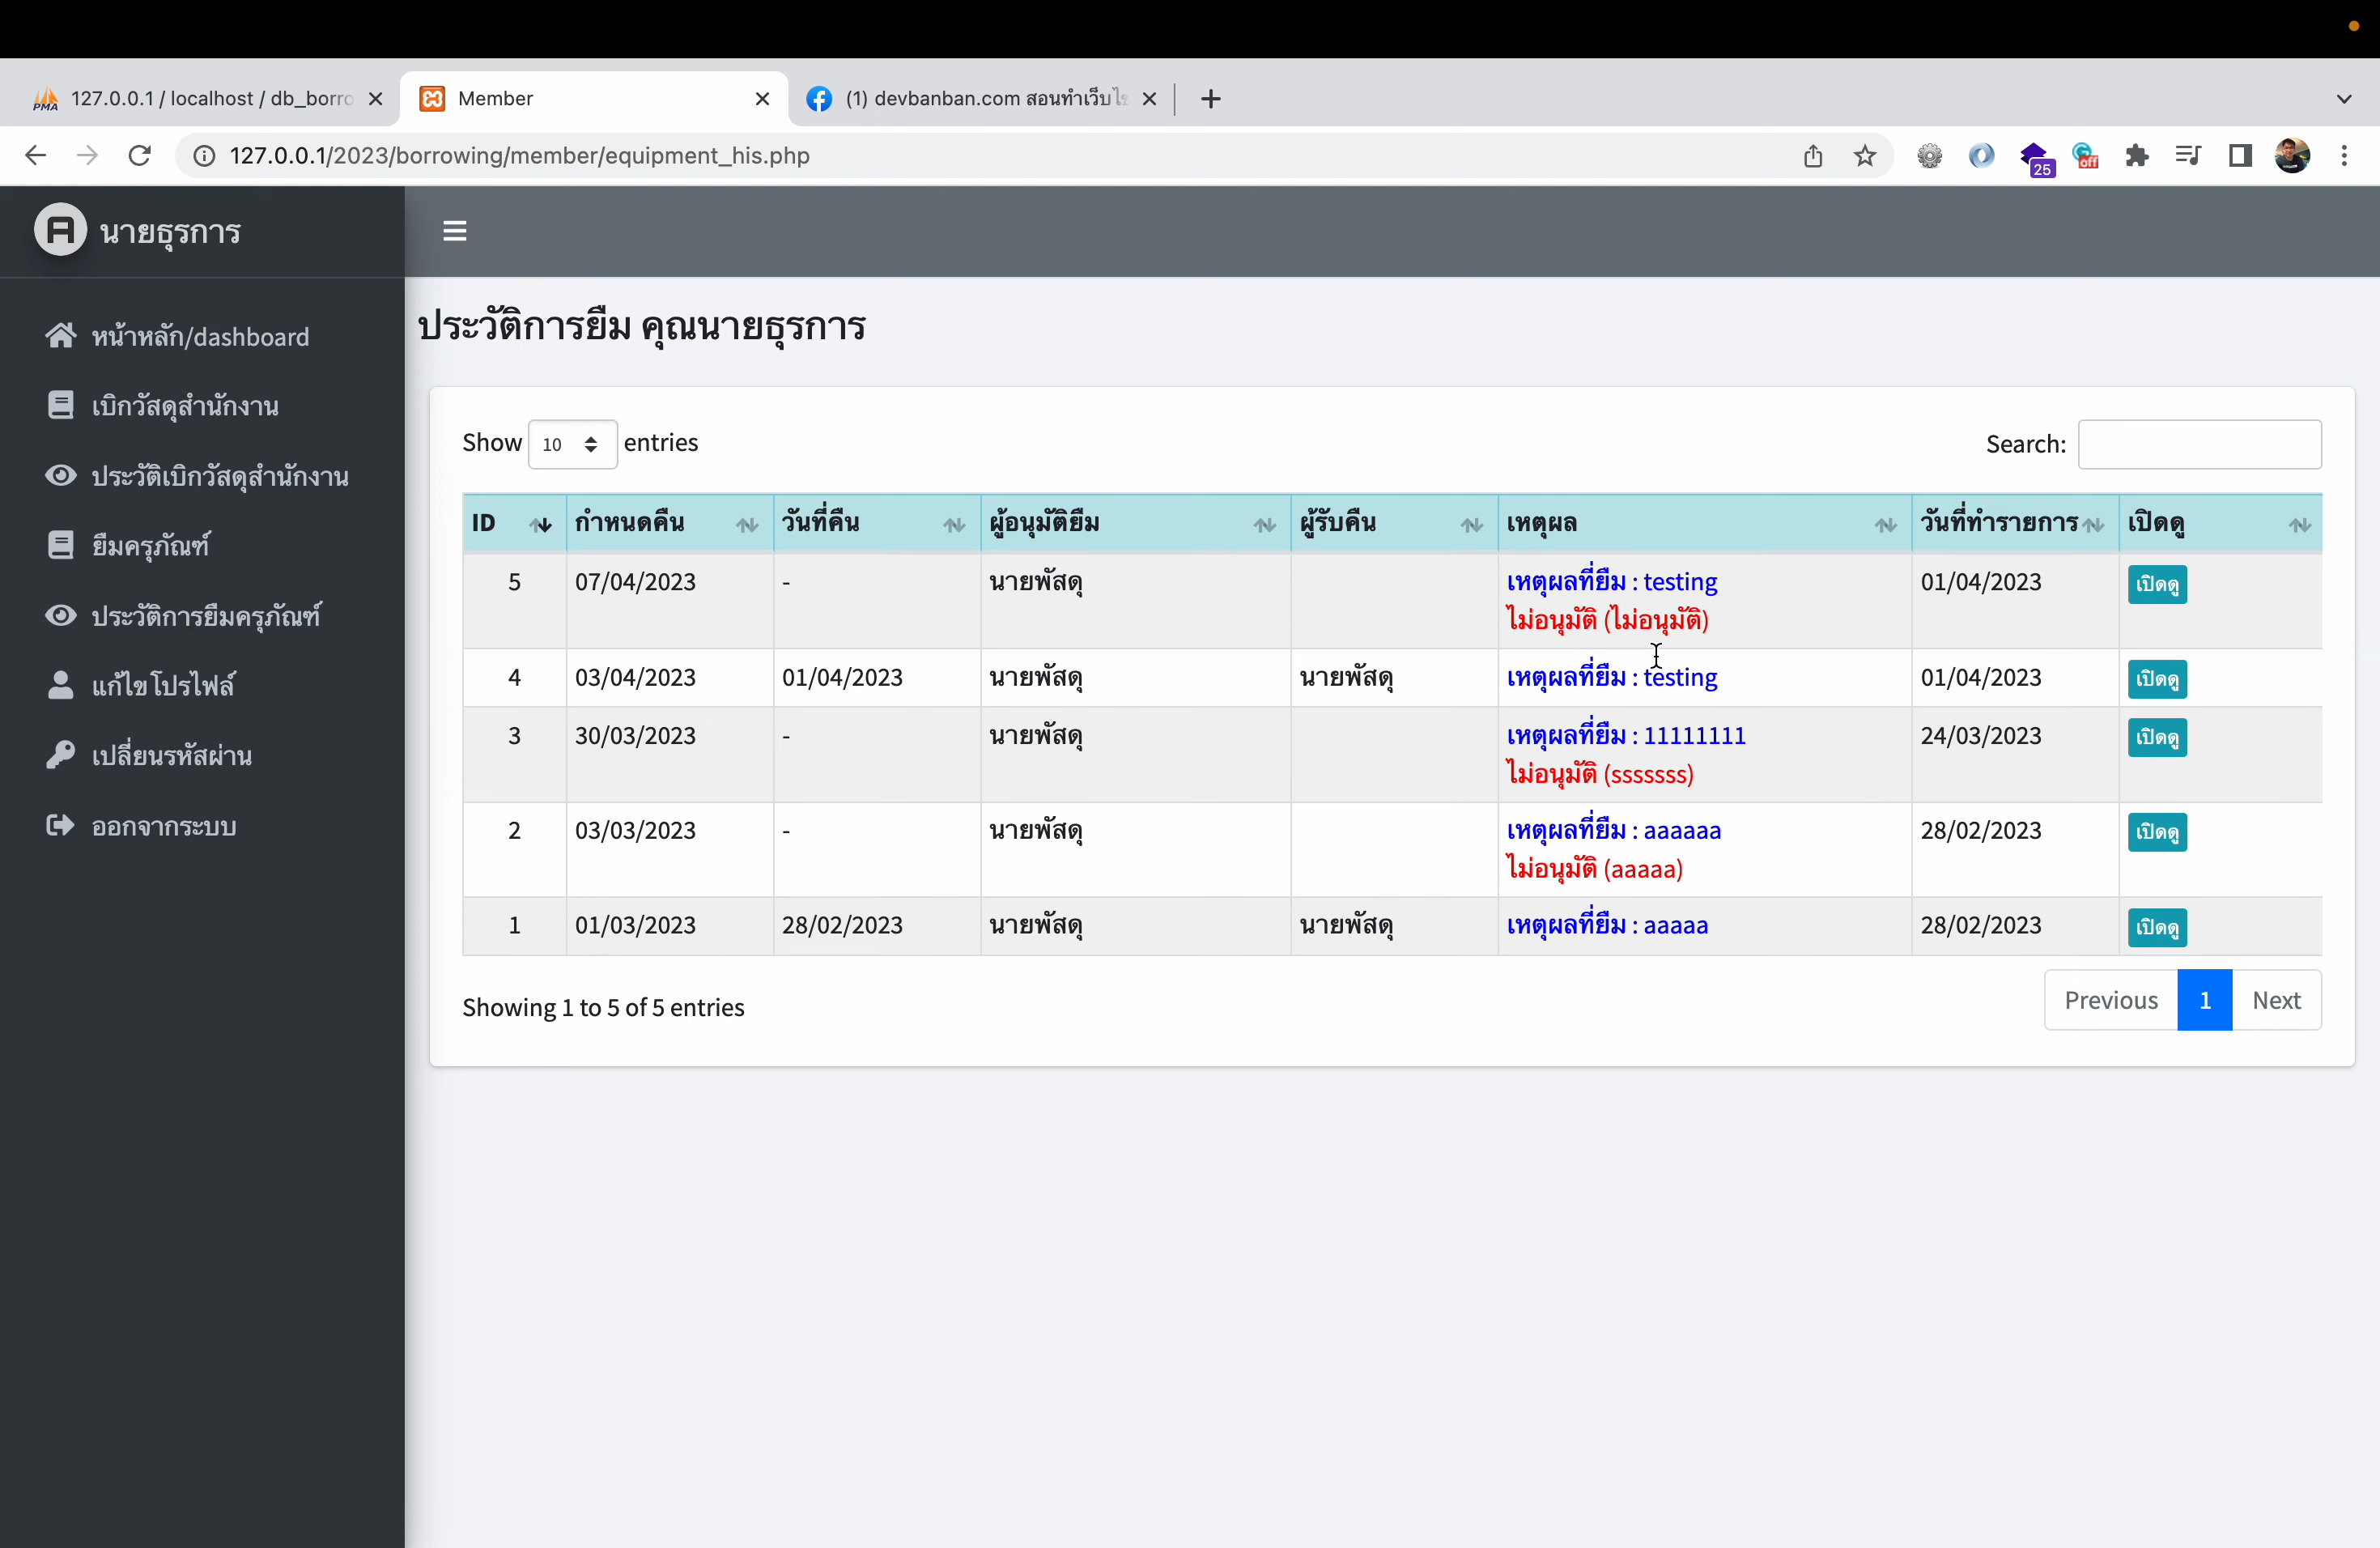 127.0.0.1 / localhost / db_borro
Member
(1) devbanban.com สอนทำเว็บไซ
127.0.0.1/2023/borrowing/member/equipment_his.php
25
off
นายธุรการ
หน้าหลัก/dashboard
เบิกวัสดุสำนักงาน
ประวัติเบิกวัสดุสำนักงาน
ยืมครุภัณฑ์
ประวัติการยืมครุภัณฑ์
แก้ไขโปรไฟล์
เปลี่ยนรหัสผ่าน
ออกจากระบบ
ประวัติการยืม คุณนายธุรการ
Show 10 entries
Search:
ID กำหนดคืน วันที่คืน ผู้อนุมัติยืม ผู้รับคืน เหตุผล วันที่ทำรายการ เปิดดู
5 07/04/2023 - นายพัสดุ เหตุผลที่ยืม : testing 01/04/2023 เปิดดู
ไม่อนุมัติ (ไม่อนุมัติ)
4 03/04/2023 01/04/2023 นายพัสดุ นายพัสดุ เหตุผลที่ยืม : testing 01/04/2023 เปิดดู
3 30/03/2023 - นายพัสดุ เหตุผลที่ยืม : 11111111 24/03/2023 เปิดดู
ไม่อนุมัติ (sssssss)
2 03/03/2023 - นายพัสดุ เหตุผลที่ยืม : aaaaaa 28/02/2023 เปิดดู
ไม่อนุมัติ (aaaaa)
1 01/03/2023 28/02/2023 นายพัสดุ นายพัสดุ เหตุผลที่ยืม : aaaaa 28/02/2023 เปิดดู
Showing 1 to 5 of 5 entries
Previous 1 Next